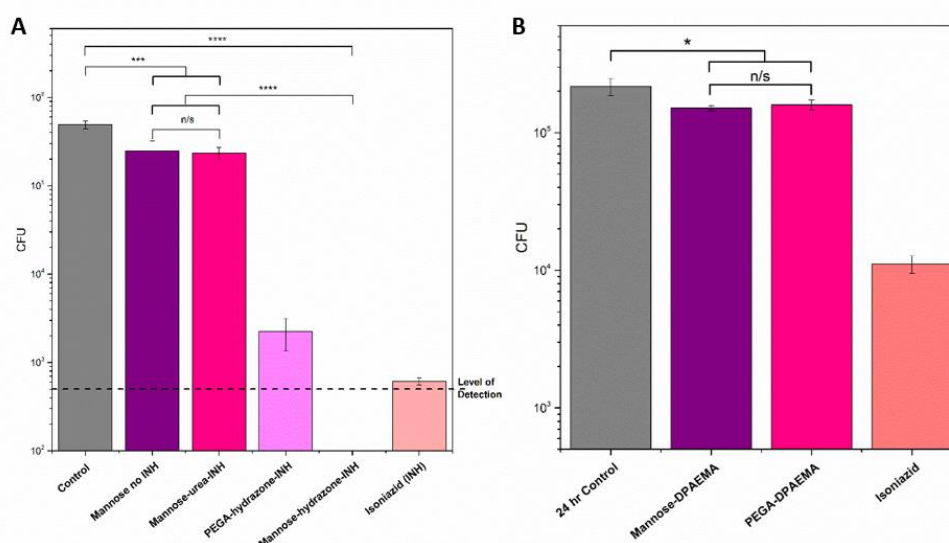 A
****
***
****
n/s
10⁶
10⁵
10⁴
10³
10²
CFU
Level of
Detection
Control
Mannose no INH
Mannose-urea-INH
PEGA-hydrazone-INH
Mannose-hydrazone-INH
Isoniazid (INH)
B
*
n/s
10⁵
10⁴
10³
CFU
24 hr Control
Mannose-DPAEMA
PEGA-DPAEMA
Isoniazid